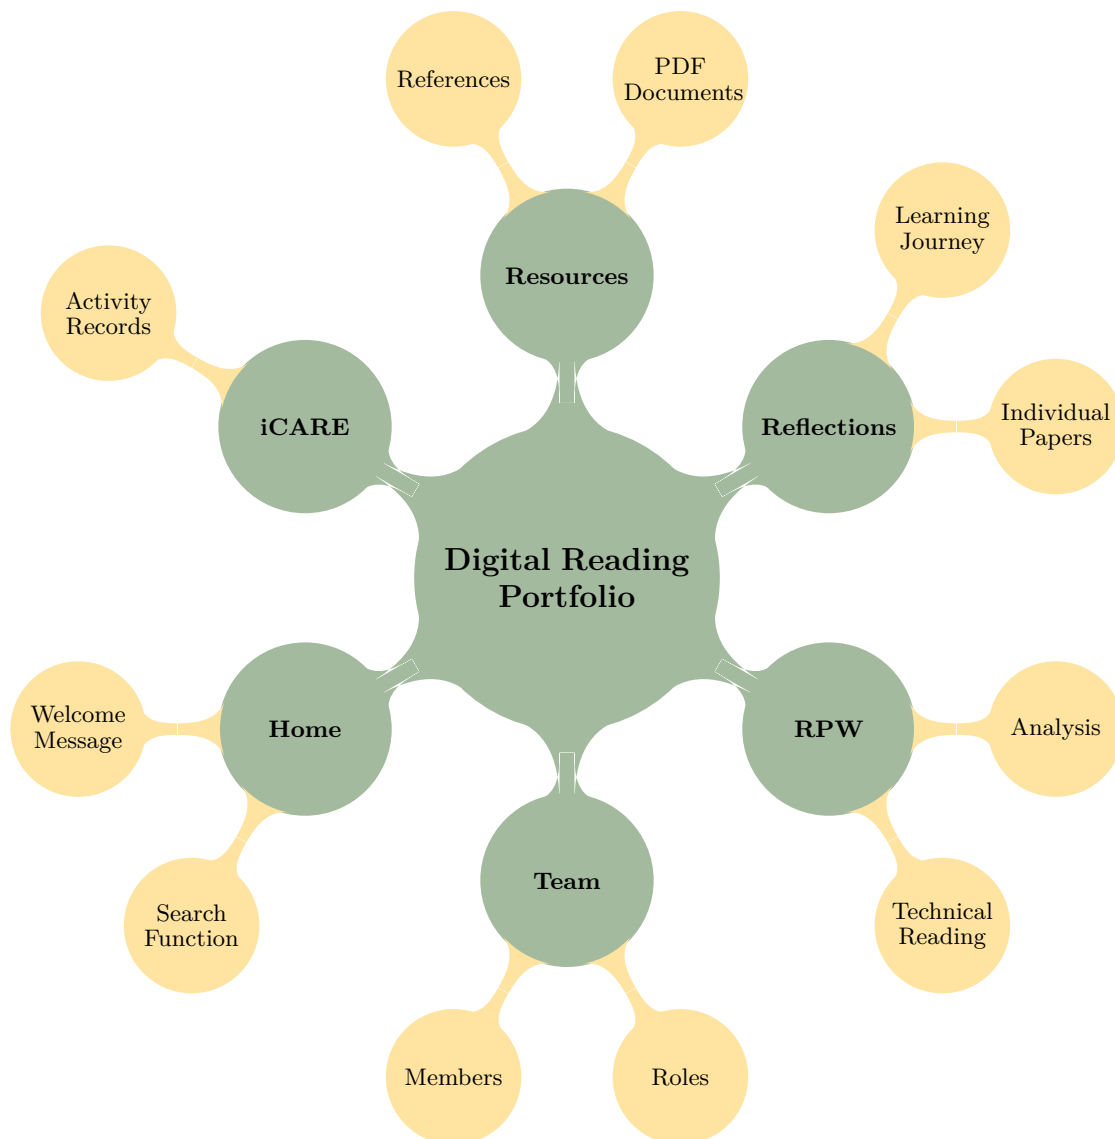 References
PDF
Documents
Learning
Journey
Resources
Activity
Records
Individual
Papers
iCARE
Reflections
Digital Reading
Portfolio
Welcome
Message
Home
RPW
Analysis
Team
Search
Function
Technical
Reading
Members
Roles